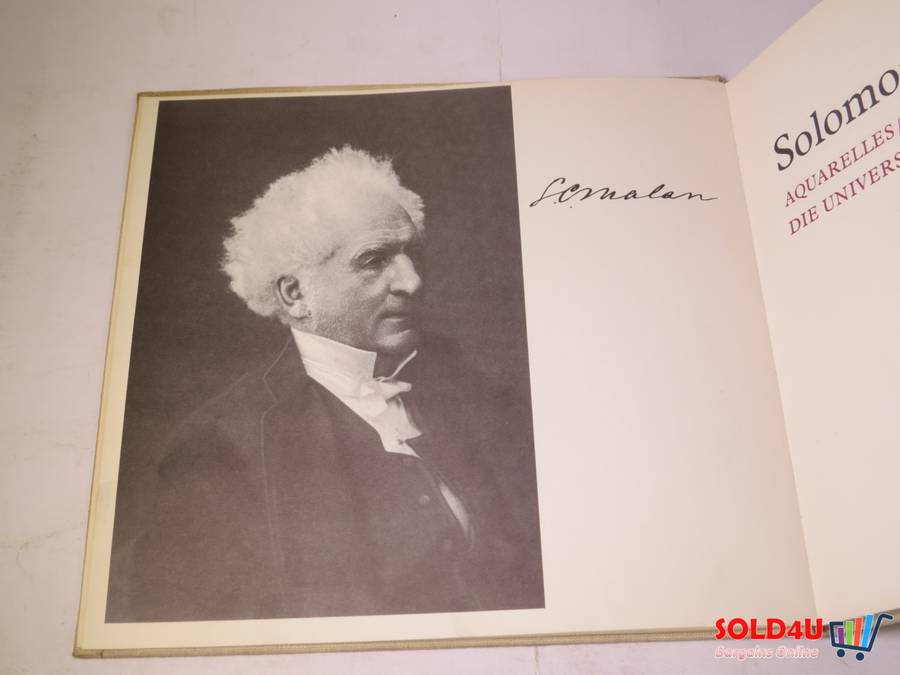 S.C. Malan
Solomo
AQUARELLES
DIE UNIVERS
SOLD4U
Bargains Online